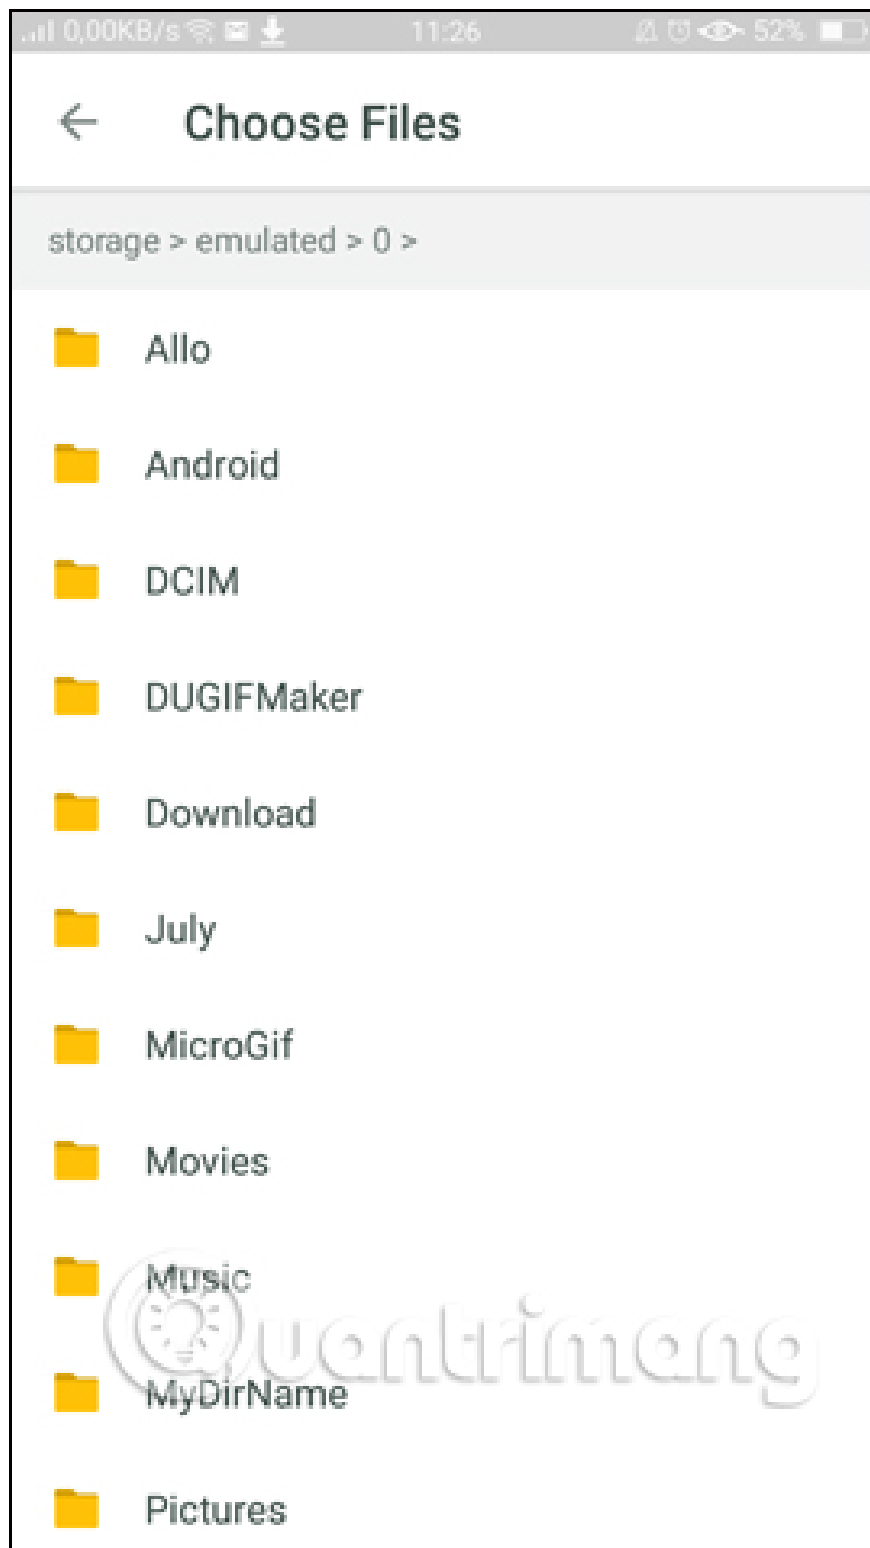 0,00KB/s 11:26 52%
Choose Files
storage > emulated > 0 >
Allo
Android
DCIM
DUGIFMaker
Download
July
MicroGif
Movies
Music
Quantrimang
MyDirName
Pictures